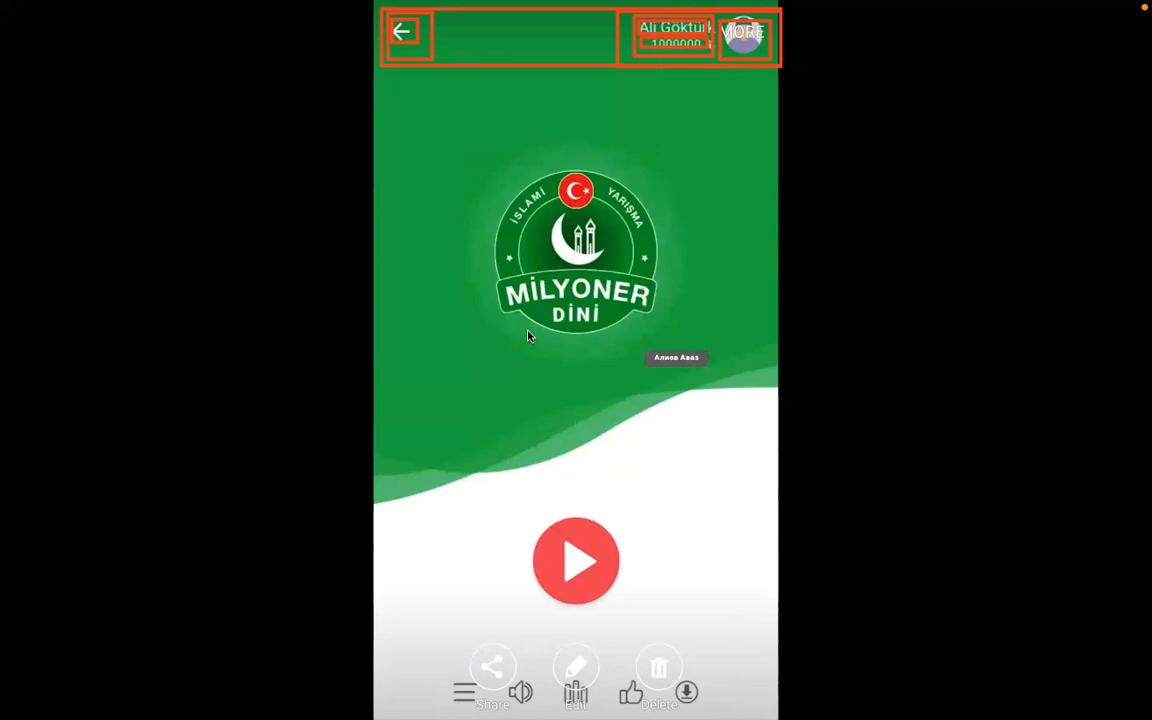 Ali Göktürk
MORE
1000000
İSLAMİ
YARIŞMA
MİLYONER
DİNİ
Алиев Аваз
Share
Edit
Delete